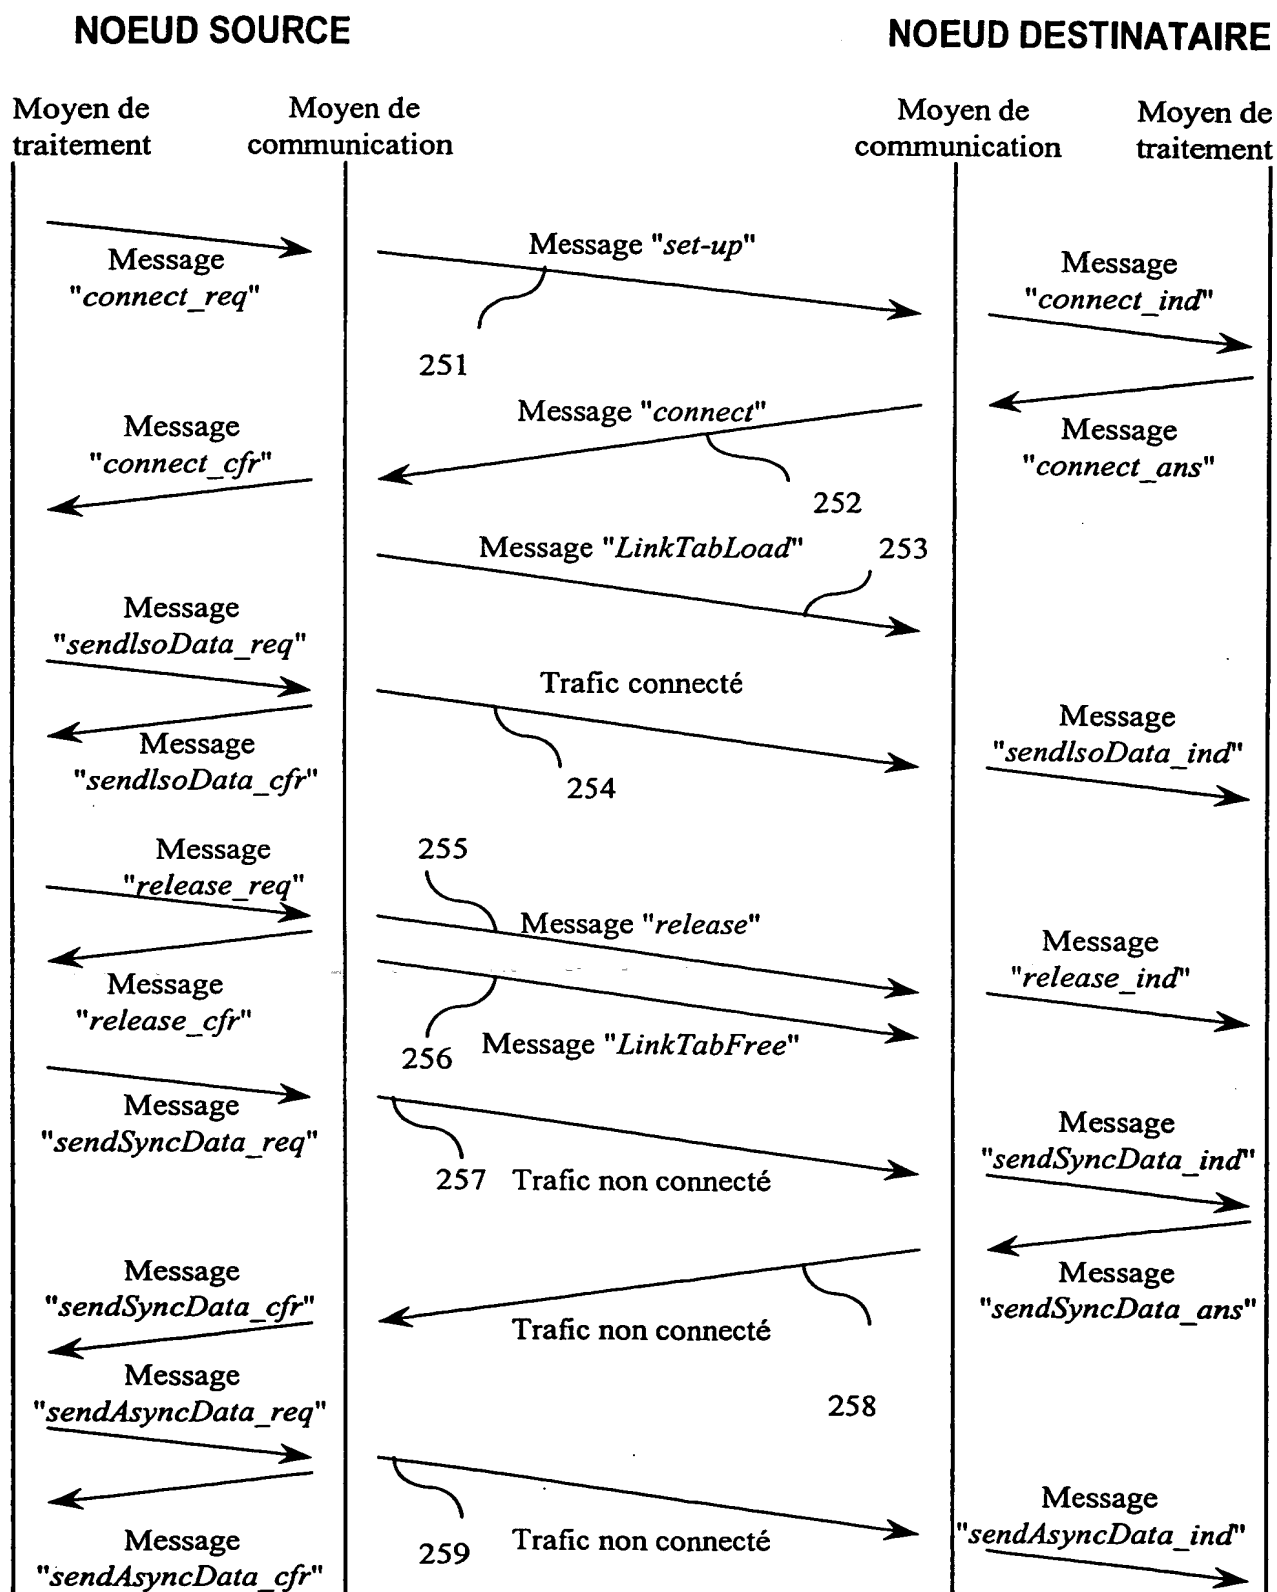 NOEUD SOURCE
NOEUD DESTINATAIRE
Moyen de
traitement
Moyen de
communication
Moyen de
communication
Moyen de
traitement
Message
"connect_req"
Message "set-up"
251
Message
"connect_ind"
Message "connect"
252
Message
"connect_ans"
Message
"connect_cfr"
Message "LinkTabLoad"
253
Message
"sendIsoData_req"
Trafic connecté
254
Message
"sendIsoData_ind"
Message
"sendIsoData_cfr"
Message
"release_req"
255
Message "release"
Message
"release_ind"
Message
"release_cfr"
256
Message "LinkTabFree"
Message
"sendSyncData_req"
257
Trafic non connecté
Message
"sendSyncData_ind"
Message
"sendSyncData_ans"
Message
"sendSyncData_cfr"
Trafic non connecté
258
Message
"sendAsyncData_req"
259
Trafic non connecté
Message
"sendAsyncData_ind"
Message
"sendAsyncData_cfr"